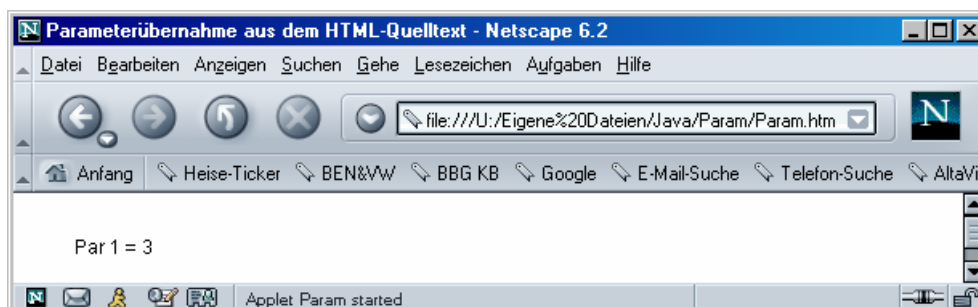 N Parameterübernahme aus dem HTML-Quelltext - Netscape 6.2
Datei Bearbeiten Anzeigen Suchen Gehe Lesezeichen Aufgaben Hilfe
file:///U:/Eigene%20Dateien/Java/Param/Param.htm N
Anfang Heise-Ticker BEN&VW BBG KB Google E-Mail-Suche Telefon-Suche AltaVi
Par 1 = 3
N Applet Param started